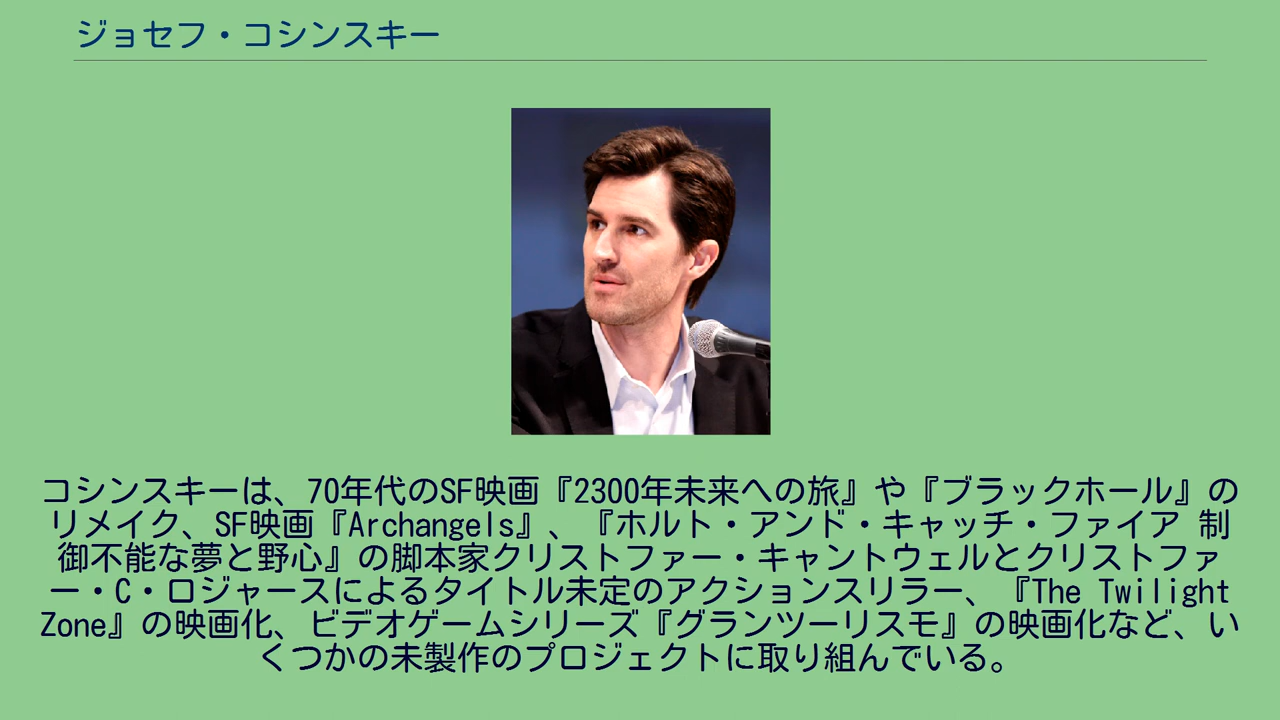 ジョセフ・コシンスキー
コシンスキーは、70年代のSF映画『2300年未来への旅』や『ブラックホール』の
リメイク、SF映画『Archangels』、『ホルト・アンド・キャッチ・ファイア 制
御不能な夢と野心』の脚本家クリストファー・キャントウェルとクリストファ
ー・C・ロジャースによるタイトル未定のアクションスリラー、『The Twilight
Zone』の映画化、ビデオゲームシリーズ『グランツーリスモ』の映画化など、い
くつかの未製作のプロジェクトに取り組んでいる。